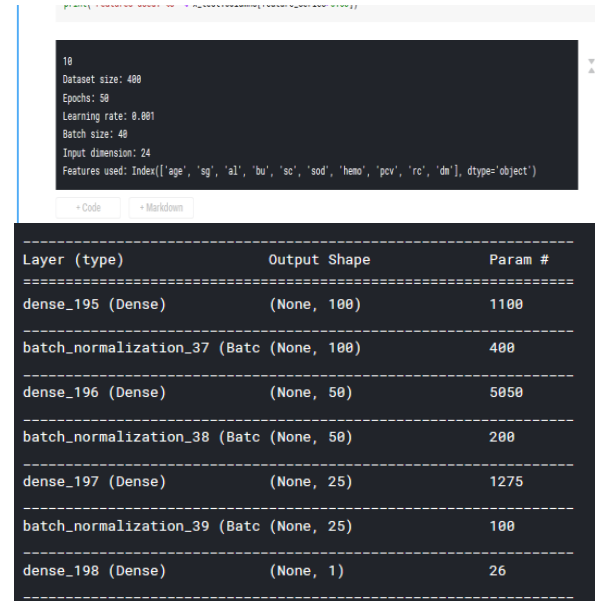 10
Dataset size: 400
Epochs: 50
Learning rate: 0.001
Batch size: 40
Input dimension: 24
Features used: Index(['age', 'sg', 'al', 'bu', 'sc', 'sod', 'hemo', 'pcv', 'rc', 'dm'], dtype='object')
+ Code + Markdown
Layer (type) Output Shape Param #
dense_195 (Dense) (None, 100) 1100
batch_normalization_37 (Batc (None, 100) 400
dense_196 (Dense) (None, 50) 5050
batch_normalization_38 (Batc (None, 50) 200
dense_197 (Dense) (None, 25) 1275
batch_normalization_39 (Batc (None, 25) 100
dense_198 (Dense) (None, 1) 26